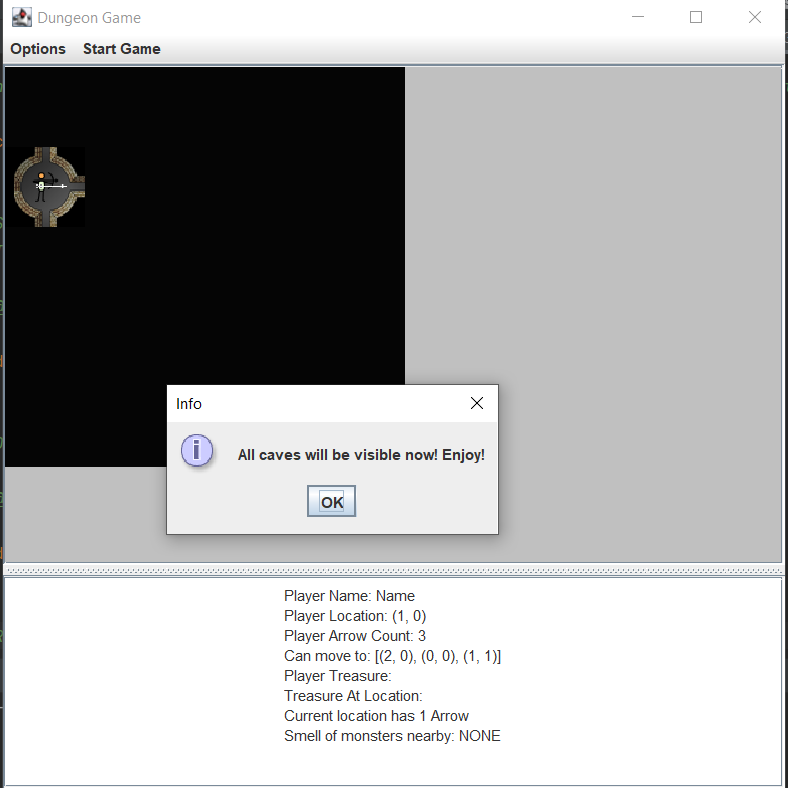 Dungeon Game
Options Start Game
Info
All caves will be visible now! Enjoy!
OK
Player Name: Name
Player Location: (1, 0)
Player Arrow Count: 3
Can move to: [(2, 0), (0, 0), (1, 1)]
Player Treasure:
Treasure At Location:
Current location has 1 Arrow
Smell of monsters nearby: NONE